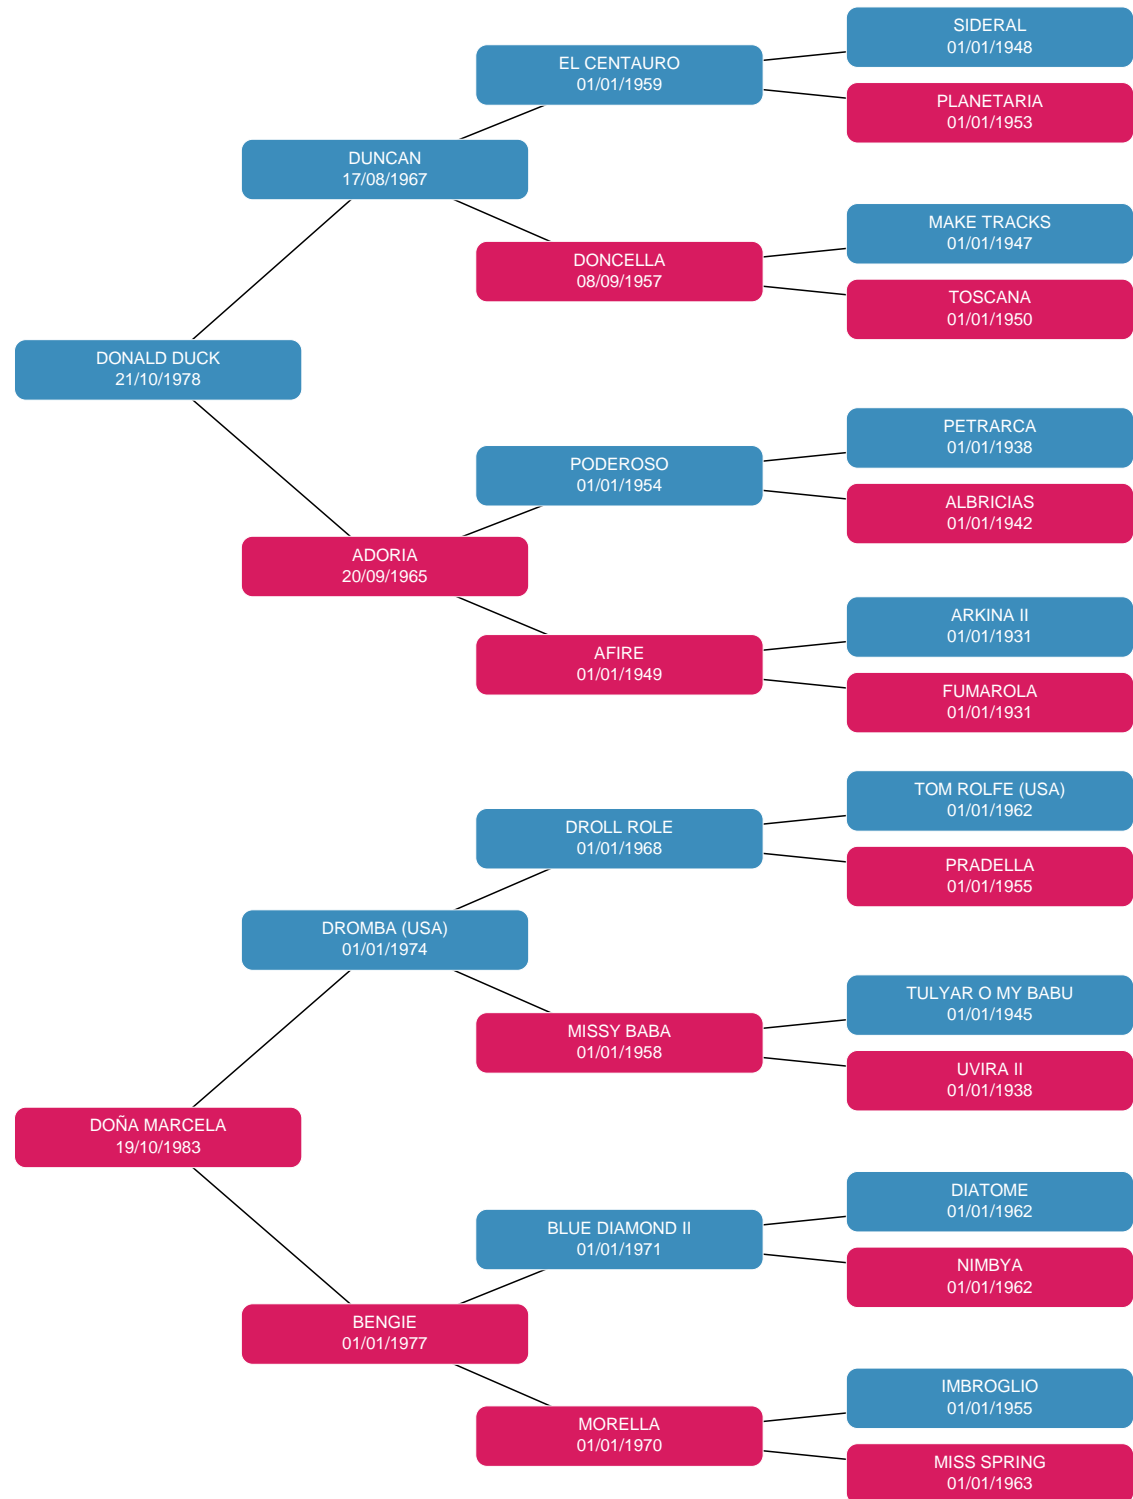 SIDERAL
01/01/1948
EL CENTAURO
01/01/1959
PLANETARIA
01/01/1953
DUNCAN
17/08/1967
MAKE TRACKS
01/01/1947
DONCELLA
08/09/1957
TOSCANA
01/01/1950
DONALD DUCK
21/10/1978
PETRARCA
01/01/1938
PODEROSO
01/01/1954
ALBRICIAS
01/01/1942
ADORIA
20/09/1965
ARKINA II
01/01/1931
AFIRE
01/01/1949
FUMAROLA
01/01/1931
TOM ROLFE (USA)
01/01/1962
DROLL ROLE
01/01/1968
PRADELLA
01/01/1955
DROMBA (USA)
01/01/1974
TULYAR O MY BABU
01/01/1945
MISSY BABA
01/01/1958
UVIRA II
01/01/1938
DOÑA MARCELA
19/10/1983
DIATOME
01/01/1962
BLUE DIAMOND II
01/01/1971
NIMBYA
01/01/1962
BENGIE
01/01/1977
IMBROGLIO
01/01/1955
MORELLA
01/01/1970
MISS SPRING
01/01/1963